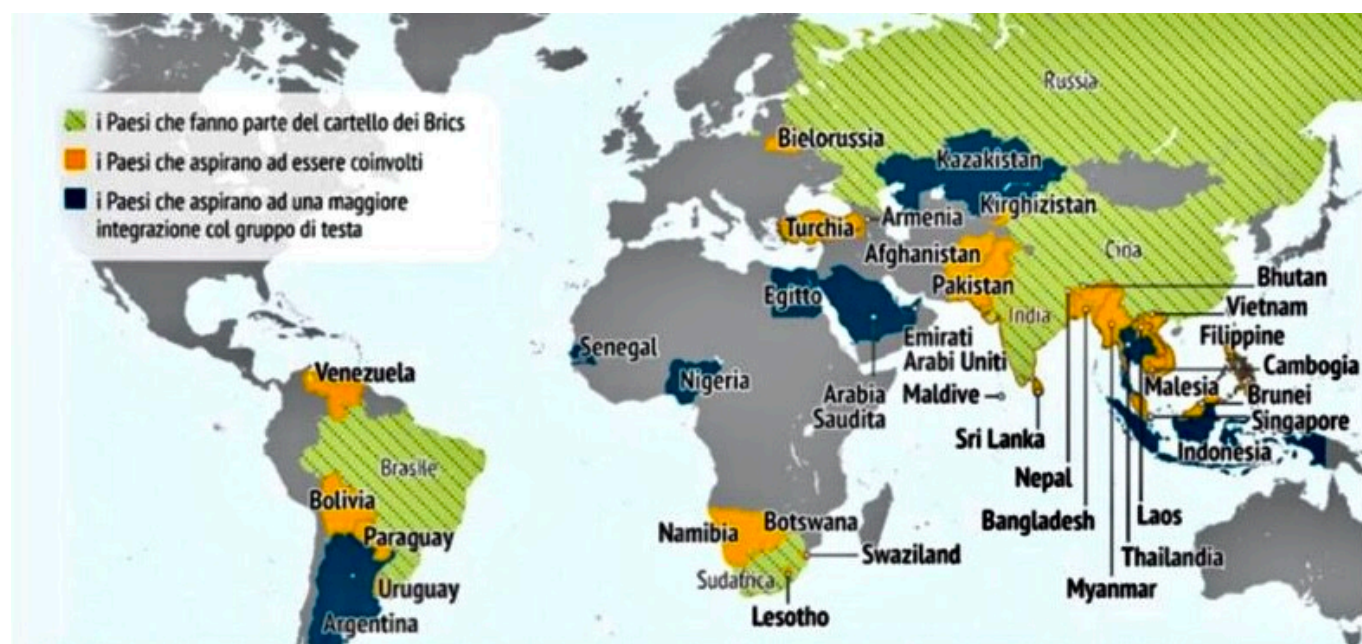 i Paesi che fanno parte del cartello dei Brics
i Paesi che aspirano ad essere coinvolti
i Paesi che aspirano ad una maggiore
integrazione col gruppo di testa
Russia
Bielorussia
Kazakistan
Kirghizistan
Armenia
Turchia
Afghanistan
Cina
Pakistan
Bhutan
Egitto
India
Vietnam
Emirati
Arabi Uniti
Filippine
Senegal
Nigeria
Cambogia
Venezuela
Arabia
Saudita
Maldive
Malesia
Brunei
Singapore
Sri Lanka
Indonesia
Brasile
Nepal
Bolivia
Bangladesh
Laos
Paraguay
Namibia
Botswana
Swaziland
Thailandia
Sudafrica
Myanmar
Uruguay
Lesotho
Argentina